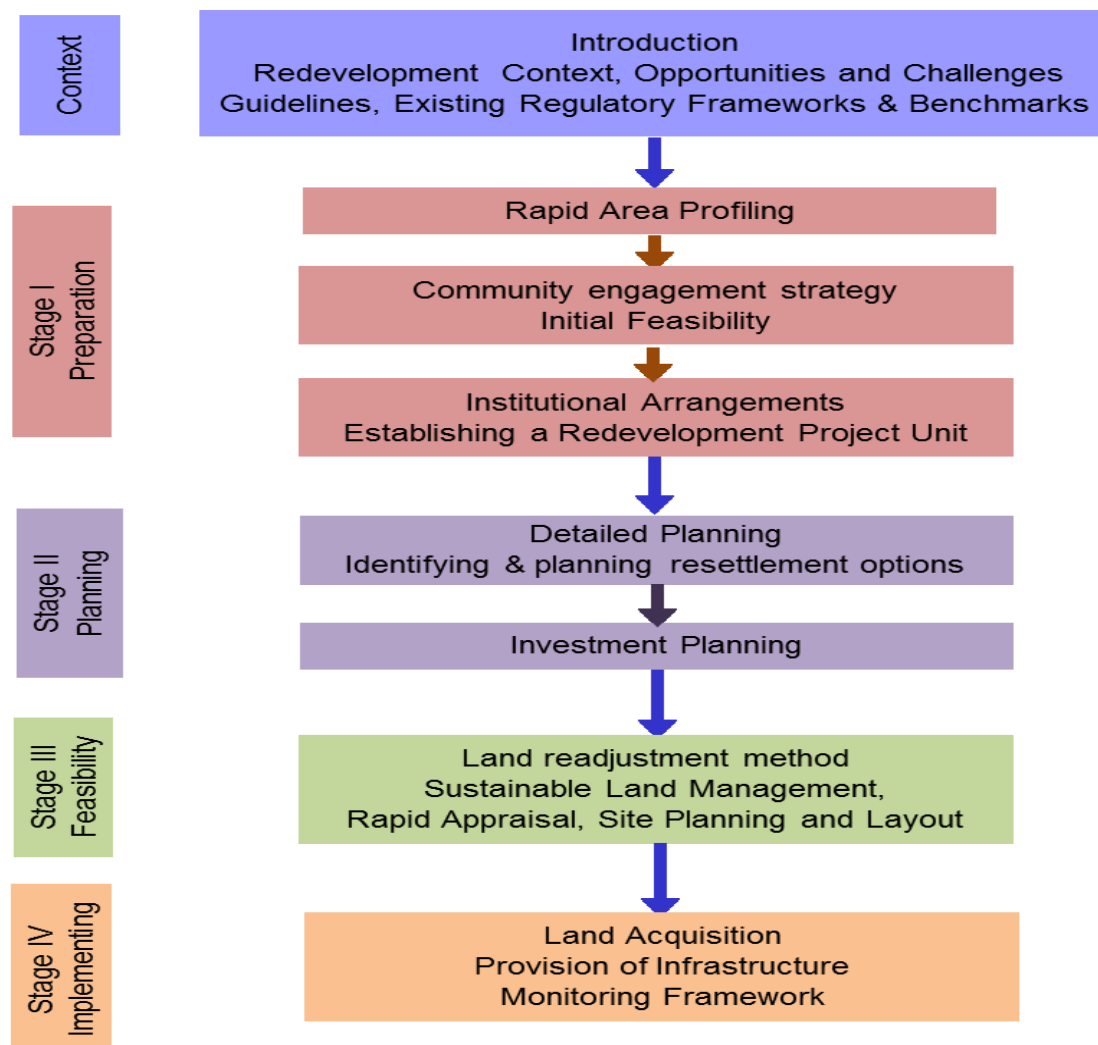 Context
Introduction
Redevelopment Context, Opportunities and Challenges
Guidelines, Existing Regulatory Frameworks & Benchmarks
Stage I
Preparation
Rapid Area Profiling
Community engagement strategy
Initial Feasibility
Institutional Arrangements
Establishing a Redevelopment Project Unit
Stage II
Planning
Detailed Planning
Identifying & planning resettlement options
Investment Planning
Stage III
Feasibility
Land readjustment method
Sustainable Land Management,
Rapid Appraisal, Site Planning and Layout
Stage IV
Implementing
Land Acquisition
Provision of Infrastructure
Monitoring Framework